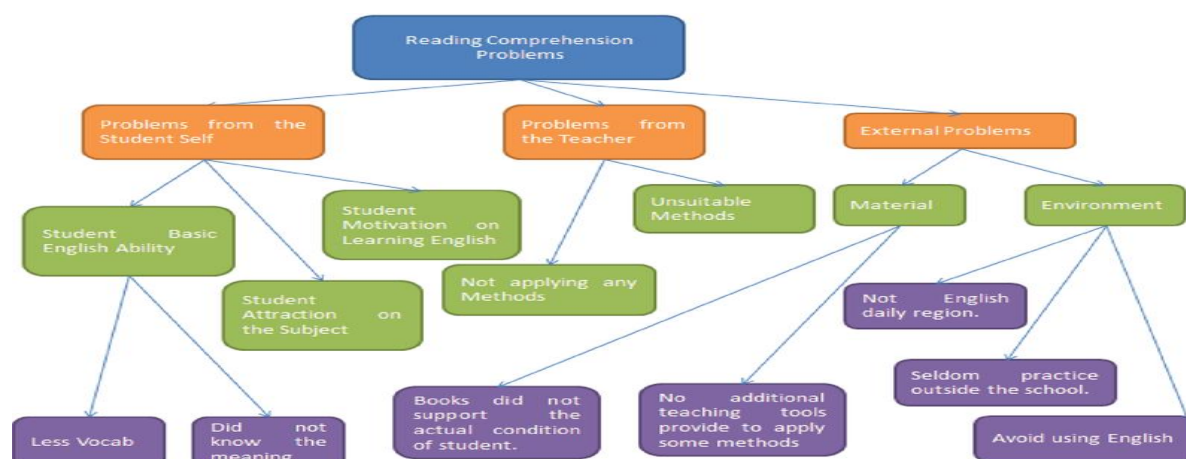 Reading Comprehension
Problems
Problems from the
Student Self
Problems from
the Teacher
External Problems
Student Basic
English Ability
Student
Motivation on
Learning English
Student
Attraction on
the Subject
Not applying any
Methods
Unsuitable
Methods
Material
Environment
Less Vocab
Did not
know the
meaning
Books did not
support the
actual condition
of student.
No additional
teaching tools
provide to apply
some methods
Not English
daily region.
Seldom practice
outside the school.
Avoid using English